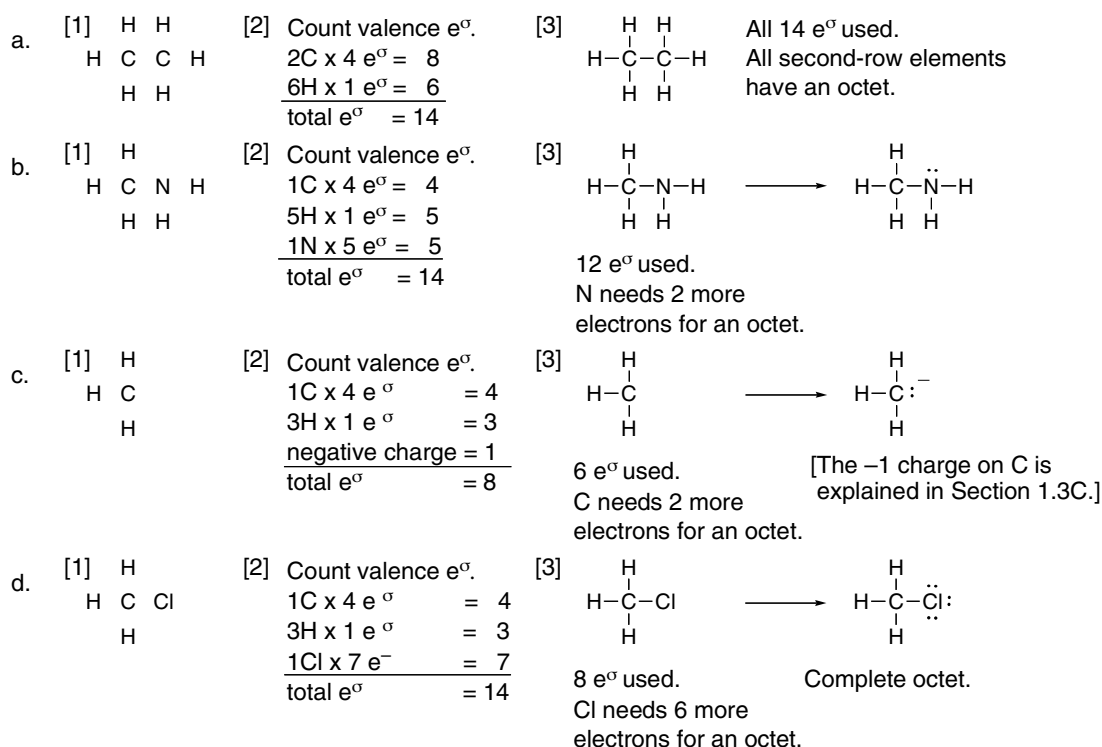 a. [1] H H [2] Count valence eσ. [3] H H All 14 eσ used.
H C C H 2C x 4 eσ = 8 H–C–C–H All second-row elements
H H 6H x 1 eσ = 6 H H have an octet.
total eσ = 14
b. [1] H [2] Count valence eσ. [3] H H
H C N H 1C x 4 eσ = 4 H–C–N–H H–C–N–H
H H 5H x 1 eσ = 5 H H H H
1N x 5 eσ = 5
total eσ = 14 12 eσ used.
N needs 2 more
electrons for an octet.
c. [1] H [2] Count valence eσ. [3] H H
H C 1C x 4 e σ = 4 H–C H–C: –
H 3H x 1 e σ = 3 H H
negative charge = 1
total eσ = 8 6 eσ used. [The –1 charge on C is
C needs 2 more explained in Section 1.3C.]
electrons for an octet.
d. [1] H [2] Count valence eσ. [3] H H
H C Cl 1C x 4 e σ = 4 H–C–Cl H–C–Cl:
H 3H x 1 e σ = 3 H H
1Cl x 7 e– = 7
total eσ = 14 8 eσ used. Complete octet.
Cl needs 6 more
electrons for an octet.